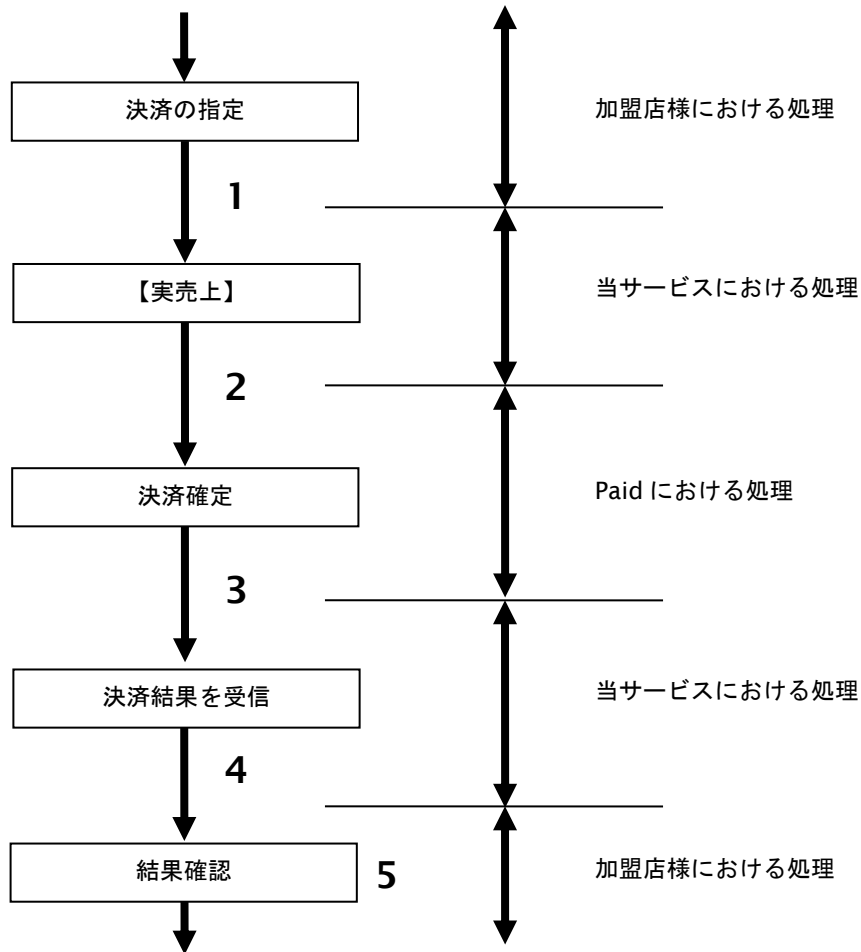 決済の指定
加盟店様における処理
1
【実売上】
当サービスにおける処理
2
決済確定
Paid における処理
3
決済結果を受信
当サービスにおける処理
4
結果確認
5
加盟店様における処理